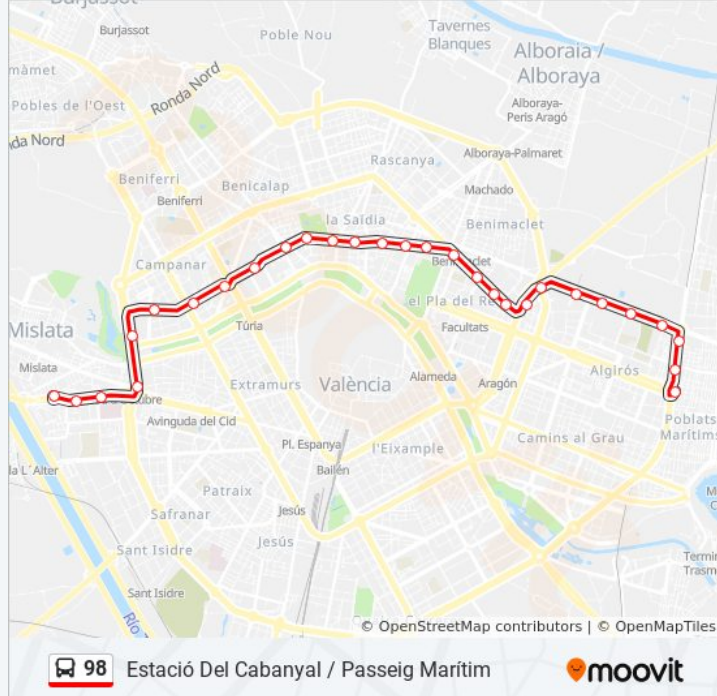 Burjassot
Burjassot
Poble Nou
Tavernes
Blanques
Alboraia /
Alboraya
màmet
Pobles de l'Oest
Ronda Nord
Alboraya-
Peris Aragó
da Nord
Rascanya
Alboraya-Palmaret
Beniferri
Benicalap
Machado
Beniferri
la Saïdia
Benimaclet
Campanar
el Pla del Re
Mislata
Túria
Facultats
Mislata
Extramurs
València
Alameda
Aragón
Algirós
Avinguda del Cid
Poblats
Marítims
Pl. Espanya
l'Eixample
Camins al Grau
la L´Alter
Bailén
Patraix
Safranar
Jesús
Jesús
Sant Isidre
Termin
Trasme
Sant Isidre
© OpenStreetMap contributors | © OpenMapTiles
98 Estació Del Cabanyal / Passeig Marítim
moovit